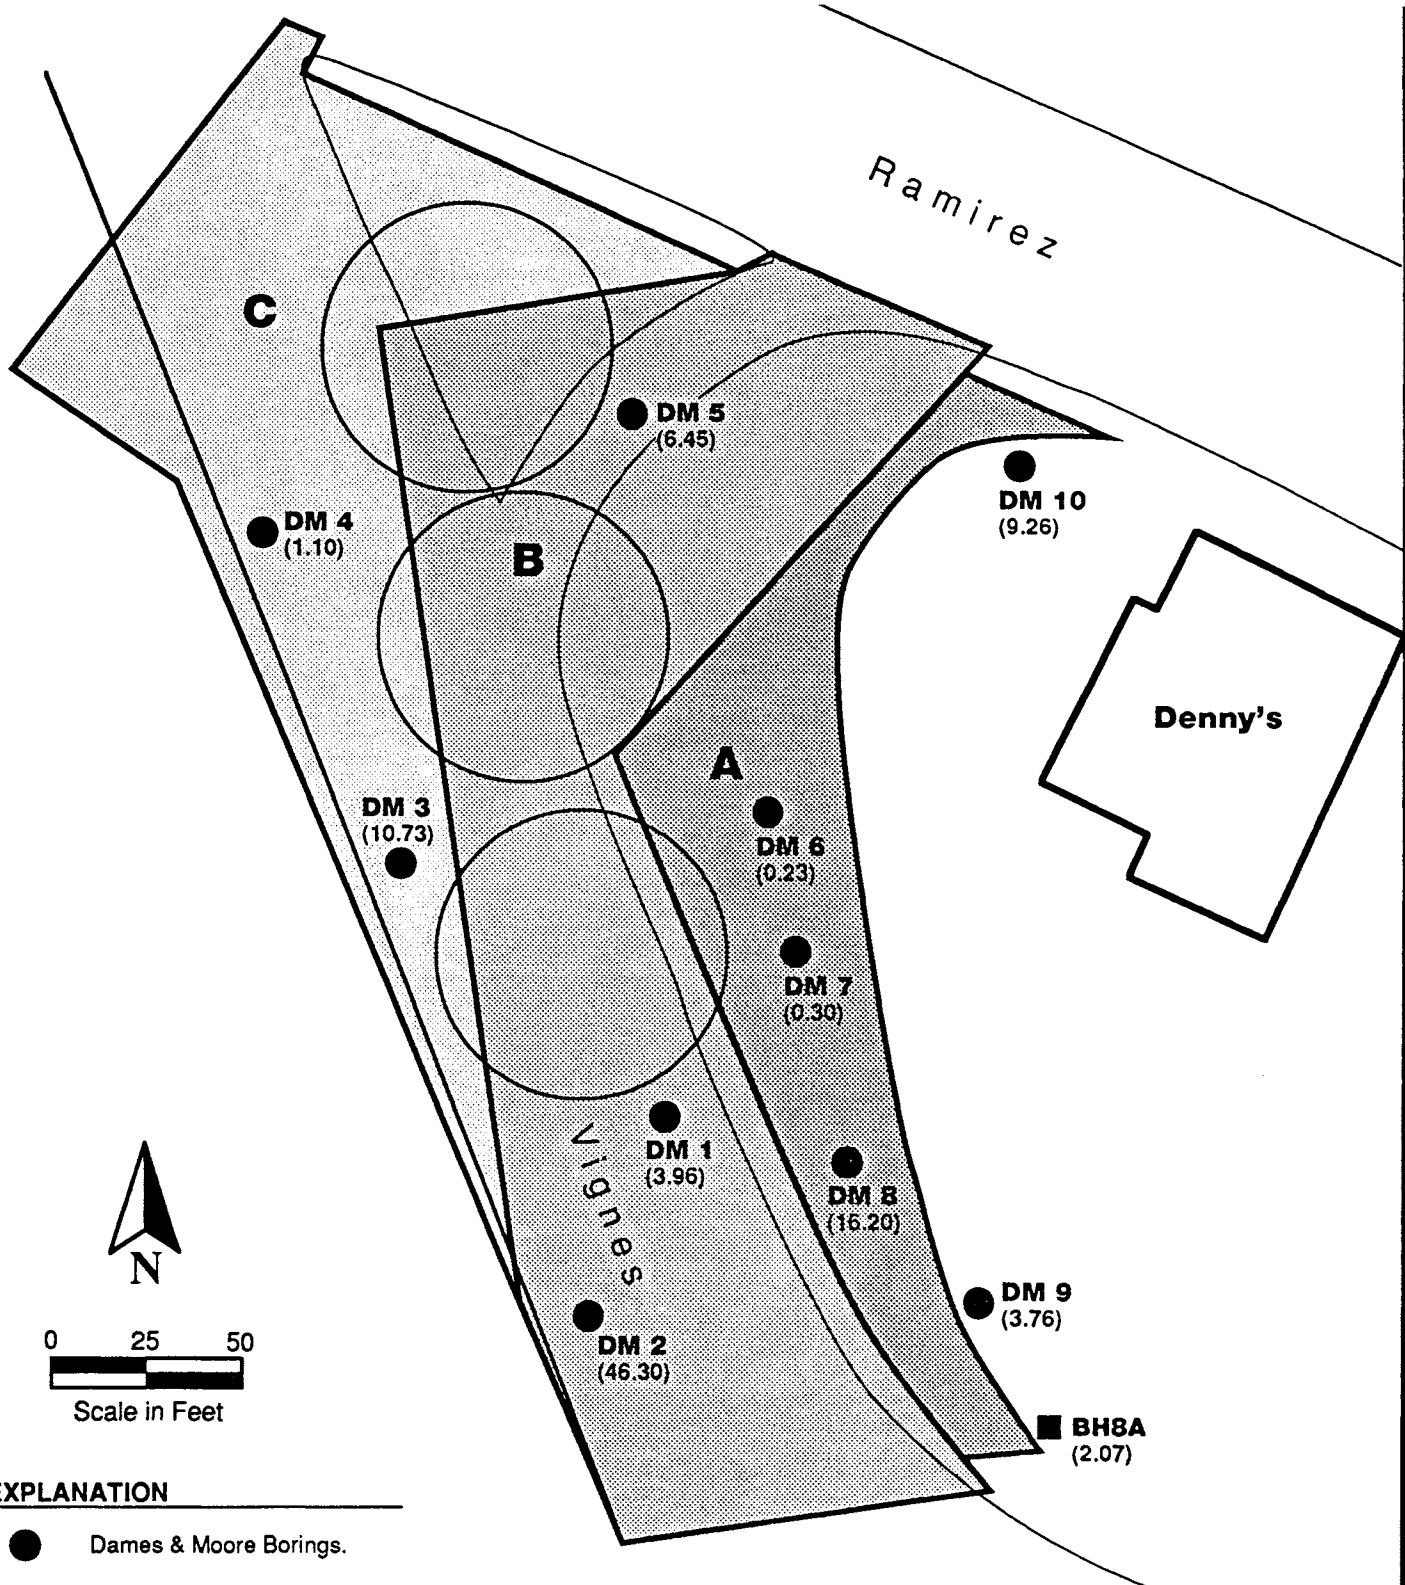 Ramirez
C
DM 5
(6.45)
DM 10
(9.26)
DM 4
(1.10)
B
Denny's
A
DM 3
(10.73)
DM 6
(0.23)
DM 7
(0.30)
Vignes
DM 1
(3.96)
DM 8
(16.20)
N
DM 9
(3.76)
DM 2
(46.30)
0 25 50
Scale in Feet
BH8A
(2.07)
EXPLANATION
Dames & Moore Borings.